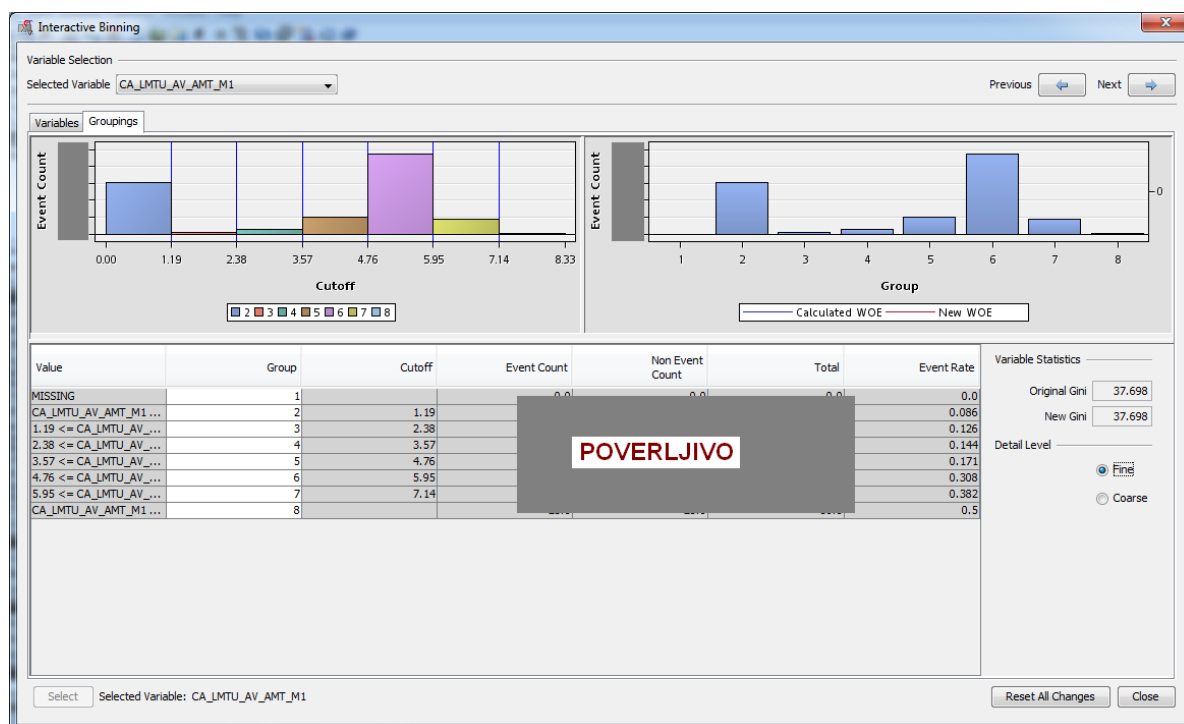 Interactive Binning
Variable Selection
Selected Variable CA_LMTU_AV_AMT_M1
Previous Next
Variables Groupings
Event Count
0.00 1.19 2.38 3.57 4.76 5.95 7.14 8.33
Cutoff
2 3 4 5 6 7 8
Event Count
0
1 2 3 4 5 6 7 8
Group
Calculated WOE New WOE
Value Group Cutoff Event Count Non Event Count Total Event Rate
MISSING 1 0.0 0.0 0.0 0.0
CA_LMTU_AV_AMT_M1 ... 2 1.19 0.086
1.19 <= CA_LMTU_AV_... 3 2.38 0.126
2.38 <= CA_LMTU_AV_... 4 3.57 0.144
3.57 <= CA_LMTU_AV_... 5 4.76 0.171
4.76 <= CA_LMTU_AV_... 6 5.95 0.308
5.95 <= CA_LMTU_AV_... 7 7.14 0.382
CA_LMTU_AV_AMT_M1 ... 8 0.5
POVERLJIVO
Variable Statistics
Original Gini 37.698
New Gini 37.698
Detail Level
Fine
Coarse
Select Selected Variable: CA_LMTU_AV_AMT_M1
Reset All Changes Close